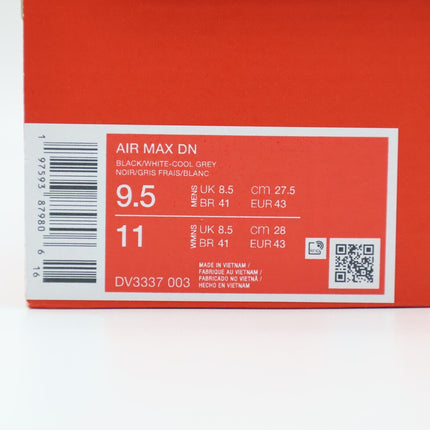 AIR MAX DN
BLACK/WHITE-COOL GREY
NOIR/GRIS FRAIS/BLANC
9.5 MENS UK 8.5 cm 27.5
BR 41 EUR 43
11 WMNS UK 8.5 cm 28
BR 41 EUR 43
MADE IN VIETNAM /
FABRIQUE AU VIETNAM /
FABRICADO NO VIETNÃ /
HECHO EN VIETNAM
DV3337 003
1 97593 87980 6 16